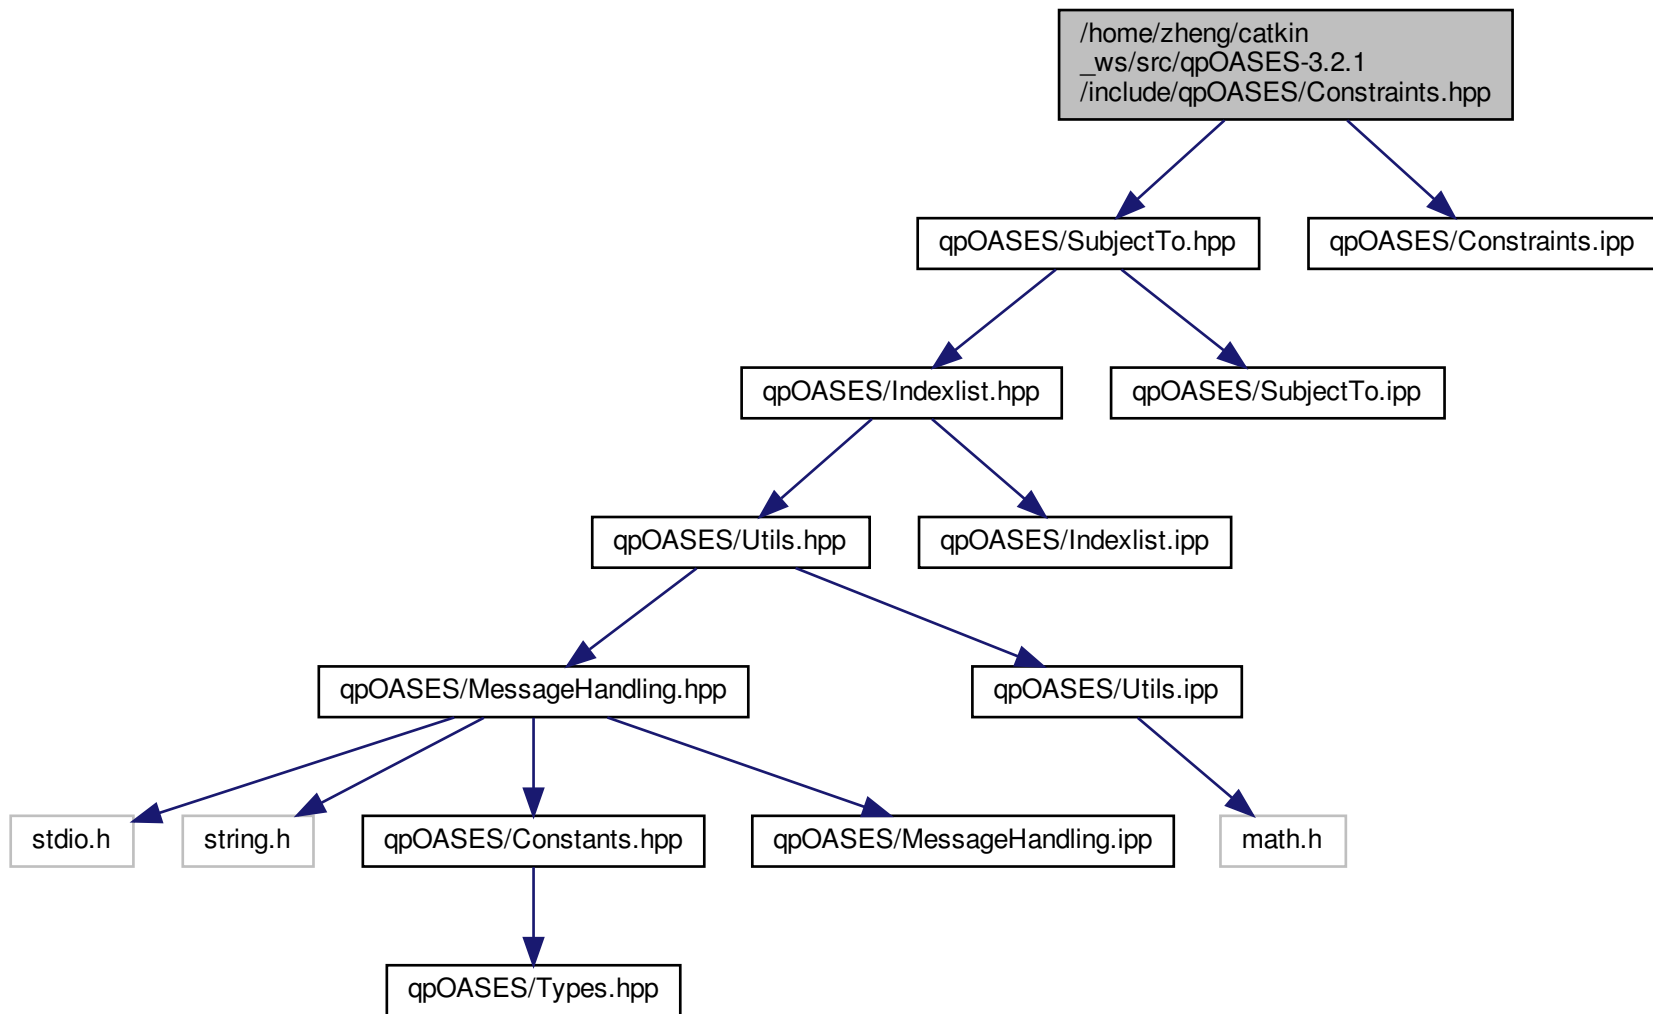 /home/zheng/catkin
_ws/src/qpOASES-3.2.1
/include/qpOASES/Constraints.hpp
qpOASES/SubjectTo.hpp
qpOASES/Constraints.ipp
qpOASES/Indexlist.hpp
qpOASES/SubjectTo.ipp
qpOASES/Utils.hpp
qpOASES/Indexlist.ipp
qpOASES/MessageHandling.hpp
qpOASES/Utils.ipp
stdio.h
string.h
qpOASES/Constants.hpp
qpOASES/MessageHandling.ipp
math.h
qpOASES/Types.hpp